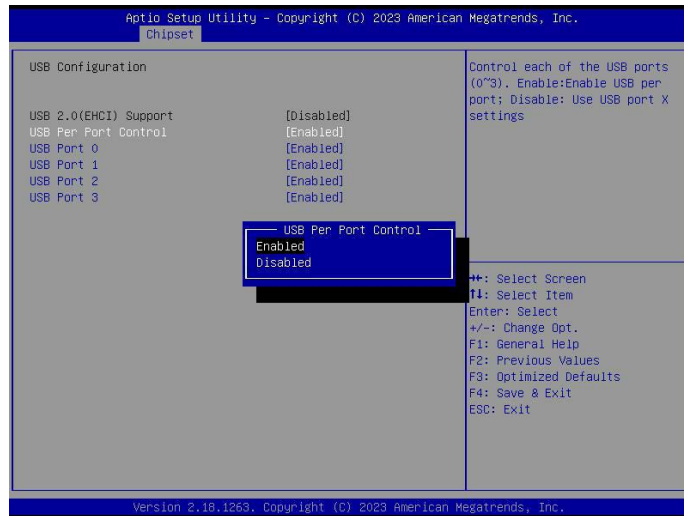 Aptio Setup Utility – Copyright (C) 2023 American Megatrends, Inc.
Chipset
USB Configuration
USB 2.0(EHCI) Support [Disabled]
USB Per Port Control [Enabled]
USB Port 0 [Enabled]
USB Port 1 [Enabled]
USB Port 2 [Enabled]
USB Port 3 [Enabled]
USB Per Port Control
Enabled
Disabled
Control each of the USB ports
(0~3). Enable:Enable USB per
port; Disable: Use USB port X
settings
→←: Select Screen
↑↓: Select Item
Enter: Select
+/-: Change Opt.
F1: General Help
F2: Previous Values
F3: Optimized Defaults
F4: Save & Exit
ESC: Exit
Version 2.18.1263. Copyright (C) 2023 American Megatrends, Inc.